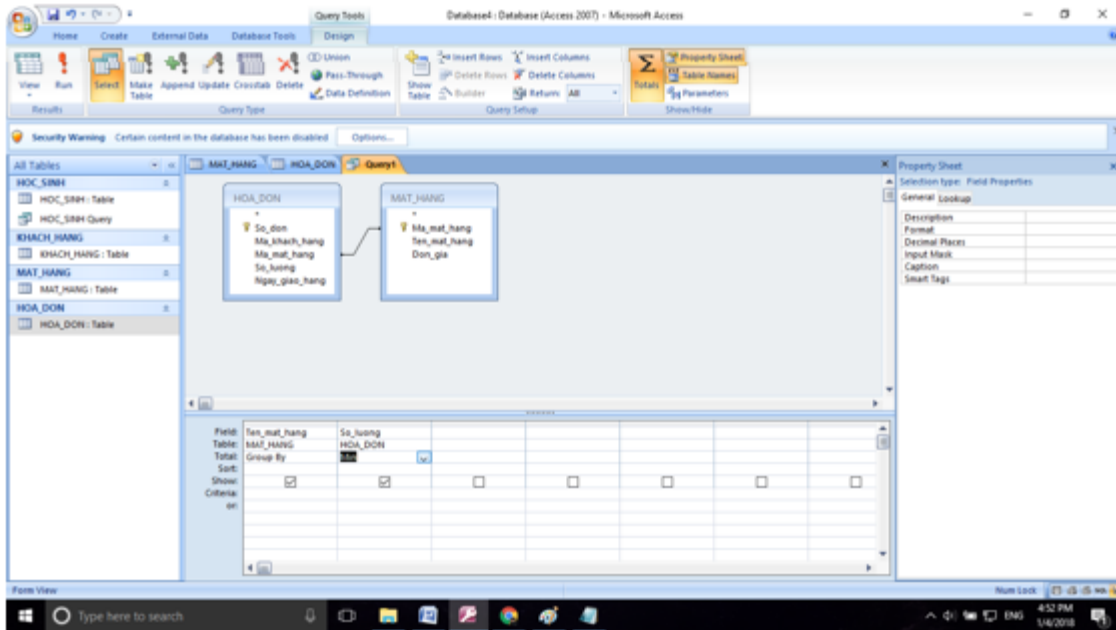 Query Tools
Database4 : Database (Access 2007) - Microsoft Access
Home Create External Data Database Tools Design
View Run Select Make Table Append Update Crosstab Delete
Union
Pass-Through
Data Definition
Show Table
Insert Rows
Delete Rows
Builder
Insert Columns
Delete Columns
Return: All
Totals
Property Sheet
Table Names
Parameters
Results Query Type Query Setup Show/Hide
Security Warning Certain content in the database has been disabled Options...
All Tables
HOC_SINH
HOC_SINH : Table
HOC_SINH Query
KHACH_HANG
KHACH_HANG : Table
MAT_HANG
MAT_HANG : Table
HOA_DON
HOA_DON : Table
MAT_HANG HOA_DON Query1
HOA_DON
*
So_don
Ma_khach_hang
Ma_mat_hang
So_luong
Ngay_giao_hang
MAT_HANG
*
Ma_mat_hang
Ten_mat_hang
Don_gia
Property Sheet
Selection type: Field Properties
General Lookup
Description
Format
Decimal Places
Input Mask
Caption
Smart Tags
Field: Ten_mat_hang So_luong
Table: MAT_HANG HOA_DON
Total: Group By
Sort:
Show:
Criteria:
or:
Form View
Num Lock
Type here to search
ENG
4:52 PM
1/4/2018